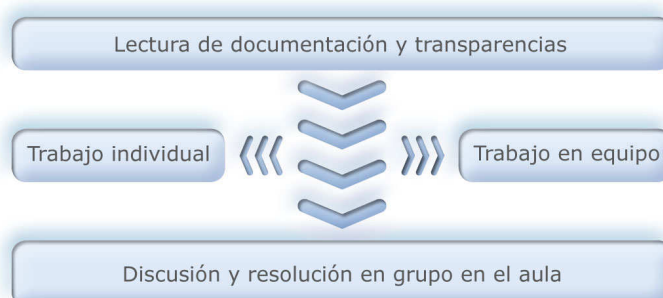 Lectura de documentación y transparencias
Trabajo individual
Trabajo en equipo
Discusión y resolución en grupo en el aula